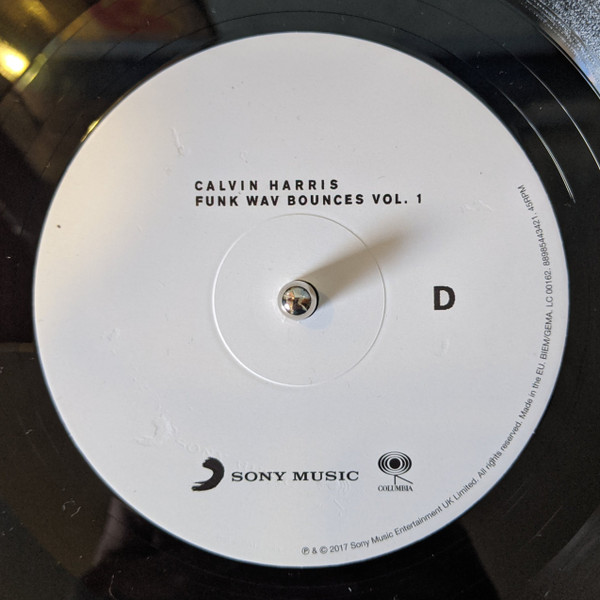 CALVIN HARRIS
FUNK WAV BOUNCES VOL. 1
D
SONY MUSIC
COLUMBIA
℗ & © 2017 Sony Music Entertainment UK Limited. All rights reserved. Made in the EU. BIEM/GEMA. LC 00162. 88985443421. 45RPM